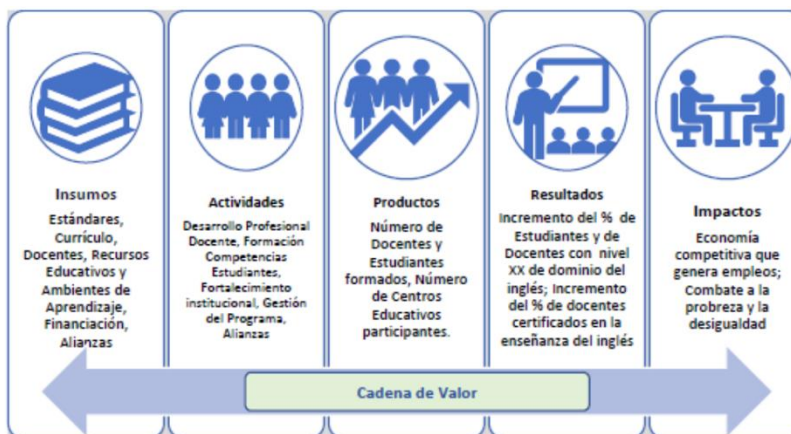 Insumos
Estándares,
Currículo,
Docentes, Recursos
Educativos y
Ambientes de
Aprendizaje,
Financiación,
Alianzas
Actividades
Desarrollo Profesional
Docente, Formación
Competencias
Estudiantes,
Fortalecimiento
institucional, Gestión
del Programa,
Alianzas
Productos
Número de
Docentes y
Estudiantes
formados, Número
de Centros
Educativos
participantes.
Resultados
Incremento del % de
Estudiantes y de
Docentes con nivel
XX de dominio del
inglés; Incremento
del % de docentes
certificados en la
enseñanza del inglés
Impactos
Economía
competitiva que
genera empleos;
Combate a la
probreza y la
desigualdad
Cadena de Valor